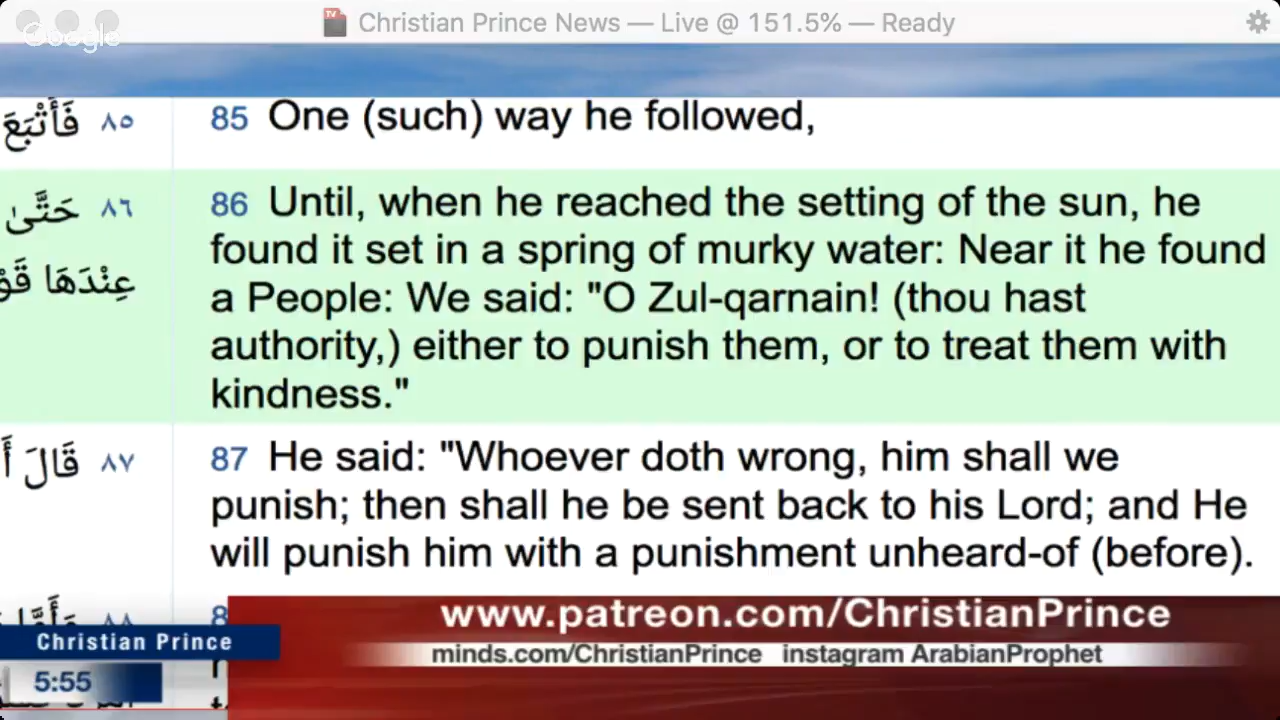 Christian Prince News — Live @ 151.5% — Ready
Google
TV
فَأَتْبَعَ ٨٥
85 One (such) way he followed,
حَتَّىٰ ٨٦
86 Until, when he reached the setting of the sun, he
found it set in a spring of murky water: Near it he found
a People: We said: "O Zul-qarnain! (thou hast
عِنْدَهَا
authority,) either to punish them, or to treat them with
kindness."
قَالَ ٨٧
87 He said: "Whoever doth wrong, him shall we
punish; then shall he be sent back to his Lord; and He
will punish him with a punishment unheard-of (before).
٨٨
www.patreon.com/ChristianPrince
Christian Prince
minds.com/ChristianPrince instagram ArabianProphet
5:55